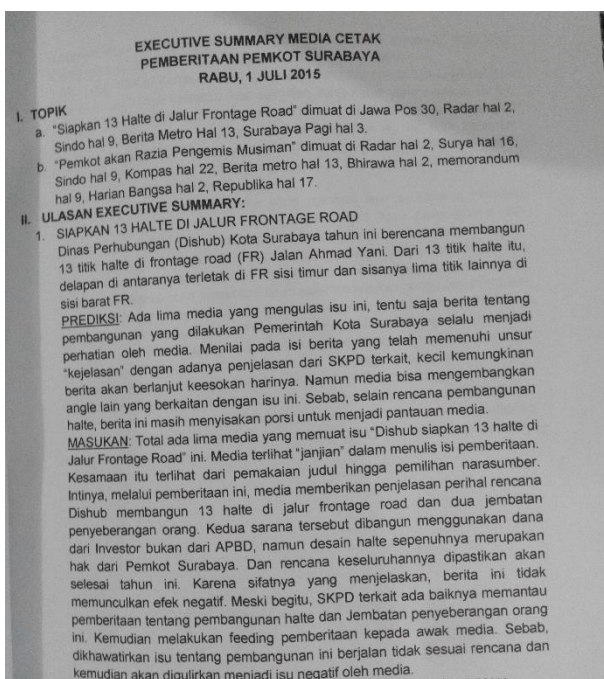 EXECUTIVE SUMMARY MEDIA CETAK
PEMBERITAAN PEMKOT SURABAYA
RABU, 1 JULI 2015
I. TOPIK
a. “Siapkan 13 Halte di Jalur Frontage Road” dimuat di Jawa Pos 30, Radar hal 2,
Sindo hal 9, Berita Metro Hal 13, Surabaya Pagi hal 3.
b. “Pemkot akan Razia Pengemis Musiman” dimuat di Radar hal 2, Surya hal 16,
Sindo hal 9, Kompas hal 22, Berita metro hal 13, Bhirawa hal 2, memorandum
hal 9, Harian Bangsa hal 2, Republika hal 17.
II. ULASAN EXECUTIVE SUMMARY:
1. SIAPKAN 13 HALTE DI JALUR FRONTAGE ROAD
Dinas Perhubungan (Dishub) Kota Surabaya tahun ini berencana membangun
13 titik halte di frontage road (FR) Jalan Ahmad Yani. Dari 13 titik halte itu,
delapan di antaranya terletak di FR sisi timur dan sisanya lima titik lainnya di
sisi barat FR.
PREDIKSI: Ada lima media yang mengulas isu ini, tentu saja berita tentang
pembangunan yang dilakukan Pemerintah Kota Surabaya selalu menjadi
perhatian oleh media. Menilai pada isi berita yang telah memenuhi unsur
“kejelasan” dengan adanya penjelasan dari SKPD terkait, kecil kemungkinan
berita akan berlanjut keesokan harinya. Namun media bisa mengembangkan
angle lain yang berkaitan dengan isu ini. Sebab, selain rencana pembangunan
halte, berita ini masih menyisakan porsi untuk menjadi pantauan media.
MASUKAN: Total ada lima media yang memuat isu “Dishub siapkan 13 halte di
Jalur Frontage Road” ini. Media terlihat “janjian” dalam menulis isi pemberitaan.
Kesamaan itu terlihat dari pemakaian judul hingga pemilihan narasumber.
Intinya, melalui pemberitaan ini, media memberikan penjelasan perihal rencana
Dishub membangun 13 halte di jalur frontage road dan dua jembatan
penyeberangan orang. Kedua sarana tersebut dibangun menggunakan dana
dari Investor bukan dari APBD, namun desain halte sepenuhnya merupakan
hak dari Pemkot Surabaya. Dan rencana keseluruhannya dipastikan akan
selesai tahun ini. Karena sifatnya yang menjelaskan, berita ini tidak
memunculkan efek negatif. Meski begitu, SKPD terkait ada baiknya memantau
pemberitaan tentang pembangunan halte dan Jembatan penyeberangan orang
ini. Kemudian melakukan feeding pemberitaan kepada awak media. Sebab,
dikhawatirkan isu tentang pembangunan ini berjalan tidak sesuai rencana dan
kemudian akan digulirkan menjadi isu negatif oleh media.